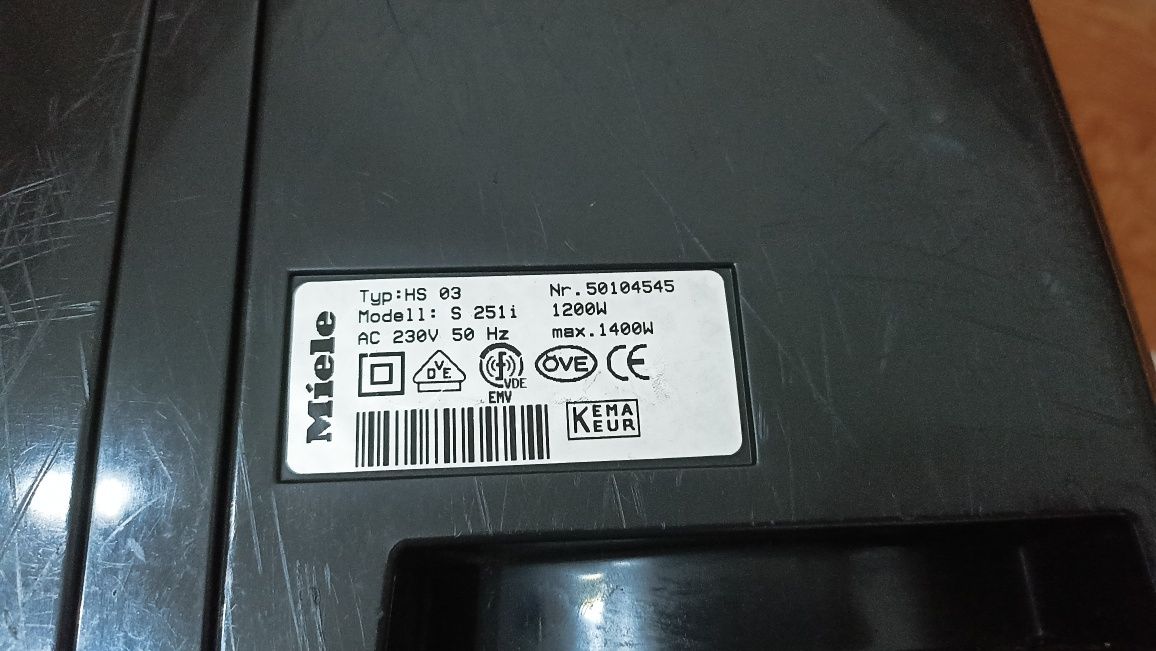 Miele
Typ:HS 03 Nr.50104545
Modell: S 251i 1200W
AC 230V 50 Hz max.1400W
DVE
VDE
EMV
ÖVE
CE
KEMA
KEUR